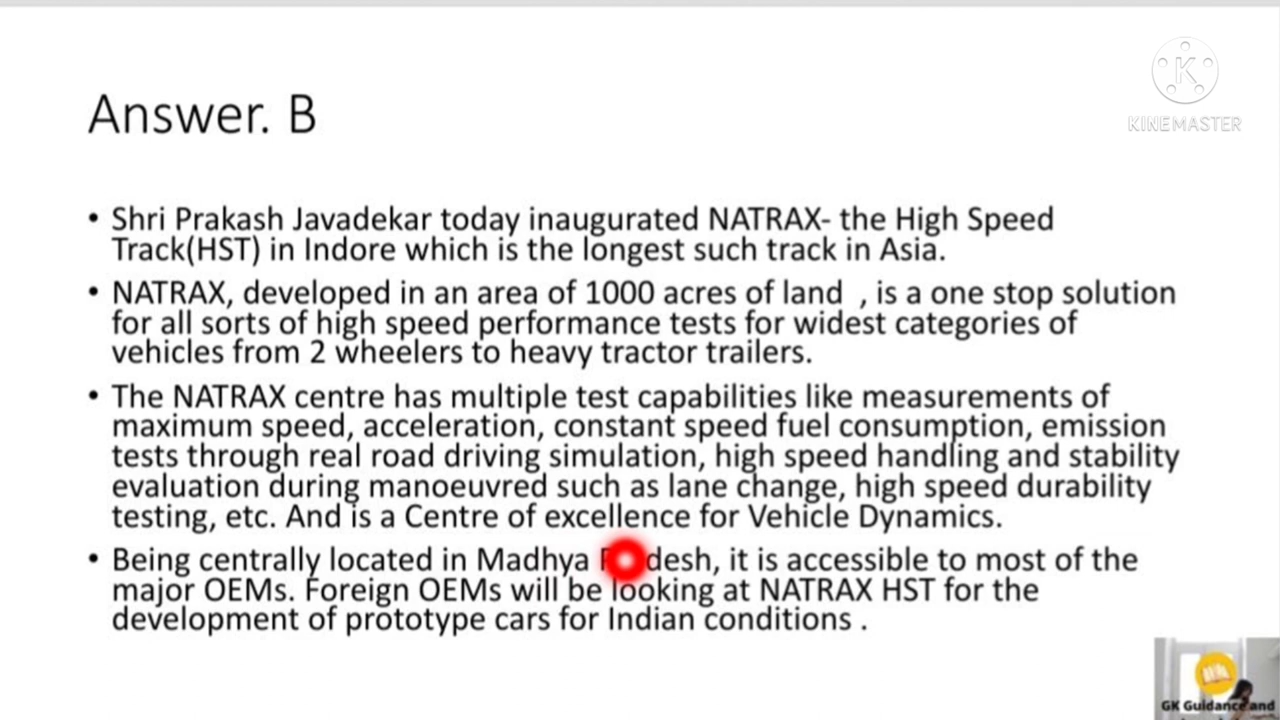 K
KINEMASTER
Answer. B
• Shri Prakash Javadekar today inaugurated NATRAX- the High Speed
Track(HST) in Indore which is the longest such track in Asia.
• NATRAX, developed in an area of 1000 acres of land , is a one stop solution
for all sorts of high speed performance tests for widest categories of
vehicles from 2 wheelers to heavy tractor trailers.
• The NATRAX centre has multiple test capabilities like measurements of
maximum speed, acceleration, constant speed fuel consumption, emission
tests through real road driving simulation, high speed handling and stability
evaluation during manoeuvred such as lane change, high speed durability
testing, etc. And is a Centre of excellence for Vehicle Dynamics.
• Being centrally located in Madhya desh, it is accessible to most of the
major OEMs. Foreign OEMs will be looking at NATRAX HST for the
development of prototype cars for Indian conditions .
GK Guidance and